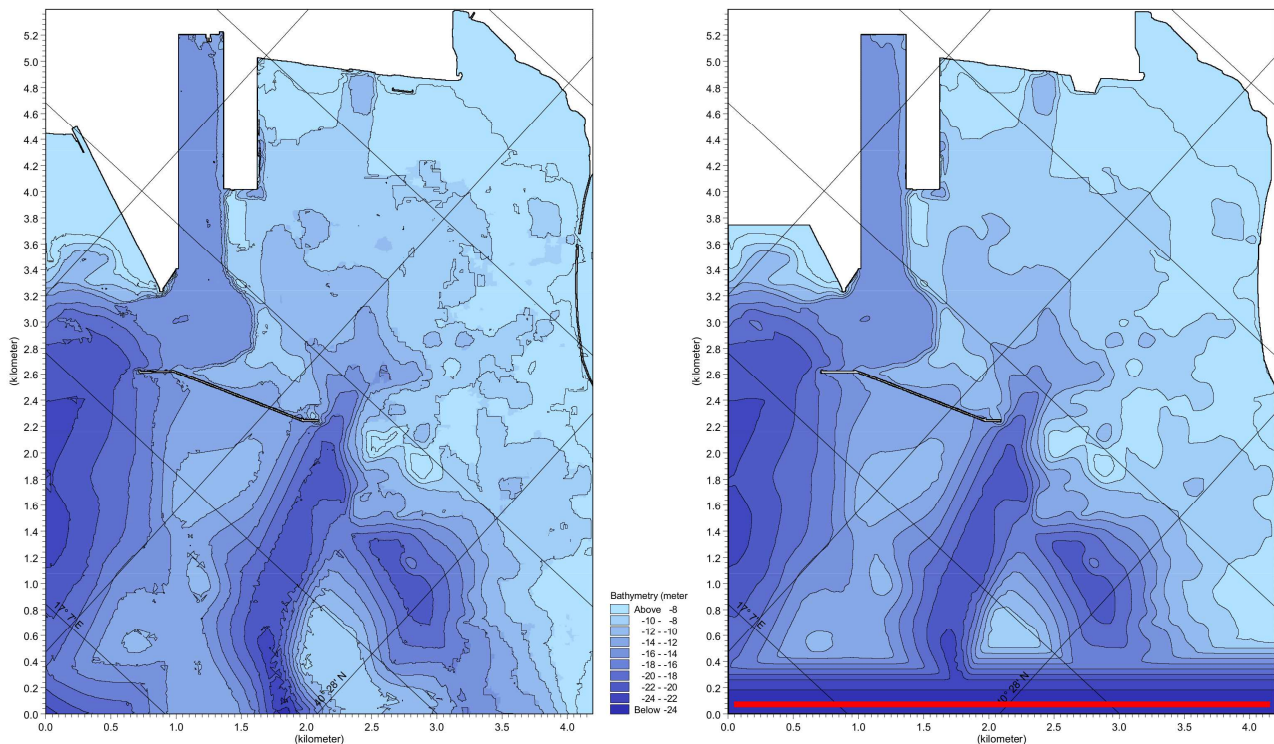 5.2
5.0
4.8
4.6
4.4
4.2
4.0
3.8
3.6
3.4
3.2
3.0
2.8
2.6
2.4
2.2
2.0
1.8
1.6
1.4
1.2
1.0
0.8
0.6
0.4
0.2
0.0
(kilometer)
17° 7' E
40° 28' N
0.0 0.5 1.0 1.5 2.0 2.5 3.0 3.5 4.0
(kilometer)
Bathymetry (meter
Above -8
-10 - -8
-12 - -10
-14 - -12
-16 - -14
-18 - -16
-20 - -18
-22 - -20
-24 - -22
Below -24
5.2
5.0
4.8
4.6
4.4
4.2
4.0
3.8
3.6
3.4
3.2
3.0
2.8
2.6
2.4
2.2
2.0
1.8
1.6
1.4
1.2
1.0
0.8
0.6
0.4
0.2
0.0
(kilometer)
17° 7' E
40° 28' N
0.0 0.5 1.0 1.5 2.0 2.5 3.0 3.5 4.0
(kilometer)